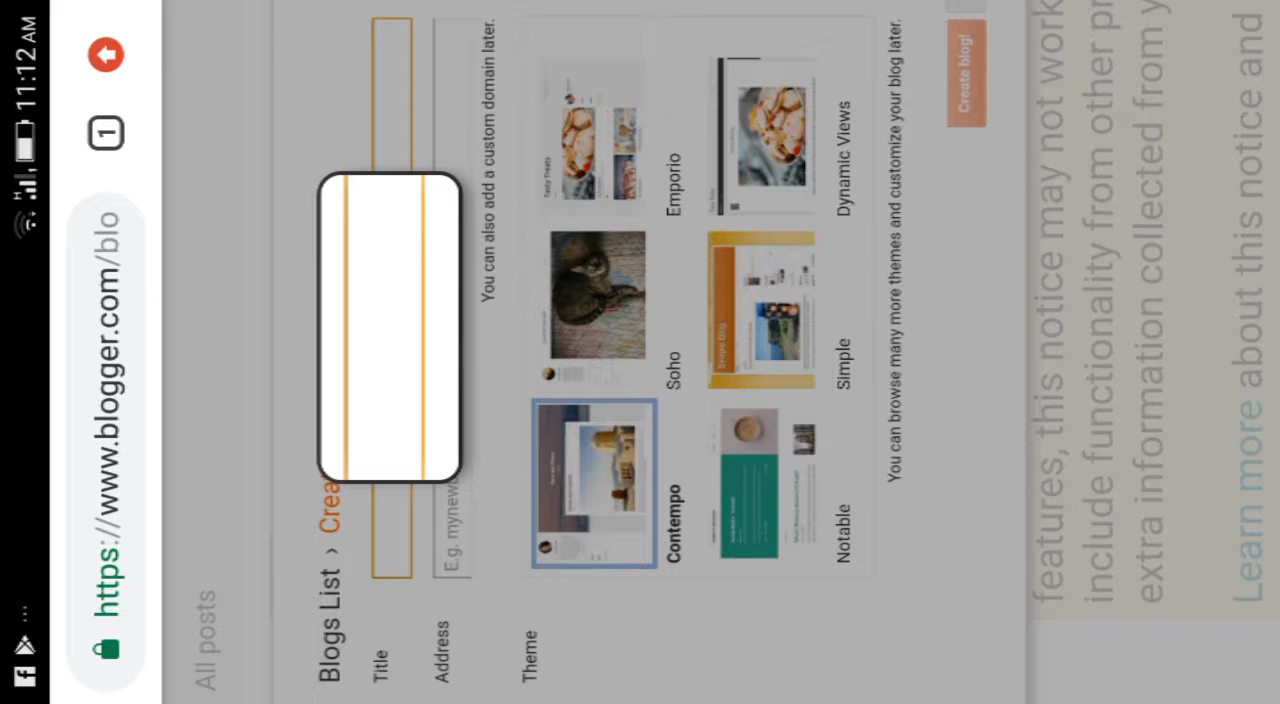 11:12 AM
https://www.blogger.com/blo
1
All posts
Blogs List › Crea
Title
Address
E.g. mynewb
You can also add a custom domain later.
Theme
Contempo
Soho
Emporio
Notable
Simple
Dynamic Views
You can browse many more themes and customize your blog later.
Create blog!
features, this notice may not work
include functionality from other pr
extra information collected from y
Learn more about this notice and